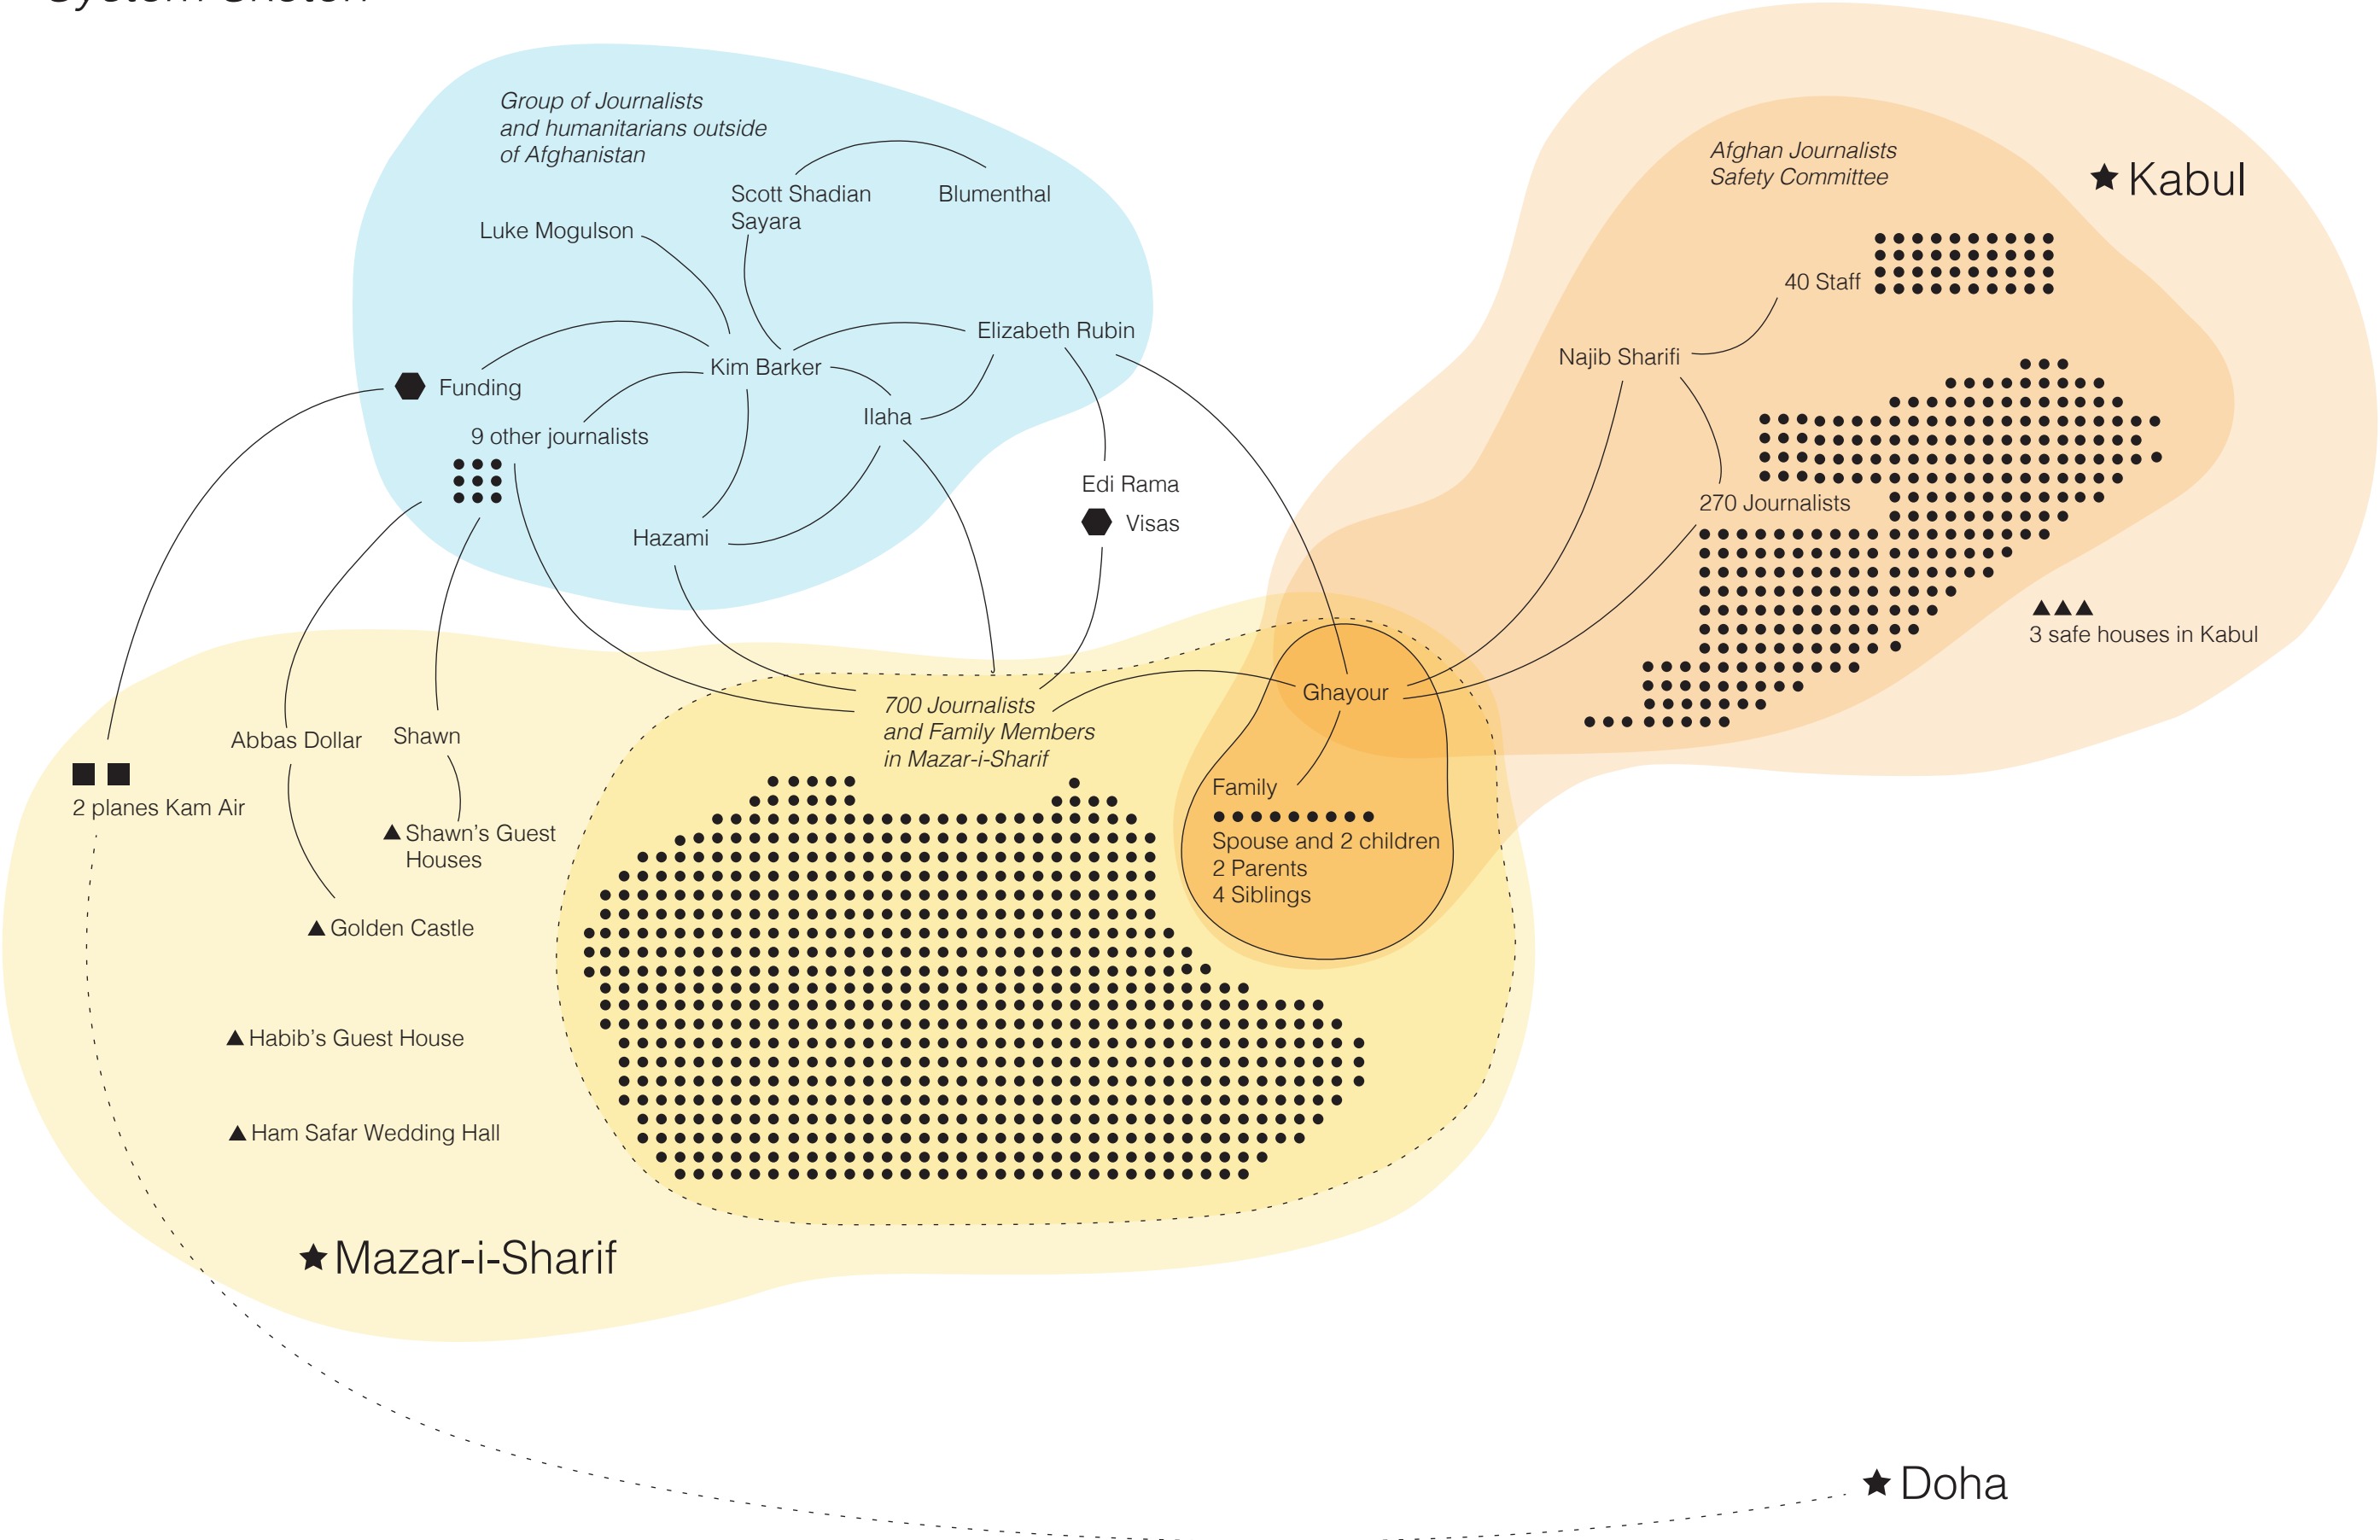 Group of Journalists
and humanitarians outside
of Afghanistan
Scott Shadian
Sayara
Blumenthal
Luke Mogulson
Elizabeth Rubin
Kim Barker
Funding
Ilaha
9 other journalists
Hazami
Edi Rama
Visas
Afghan Journalists
Safety Committee
Kabul
40 Staff
Najib Sharifi
270 Journalists
3 safe houses in Kabul
Ghayour
Family
Spouse and 2 children
2 Parents
4 Siblings
700 Journalists
and Family Members
in Mazar-i-Sharif
Abbas Dollar
Shawn
2 planes Kam Air
Shawn's Guest
Houses
Golden Castle
Habib's Guest House
Ham Safar Wedding Hall
Mazar-i-Sharif
Doha